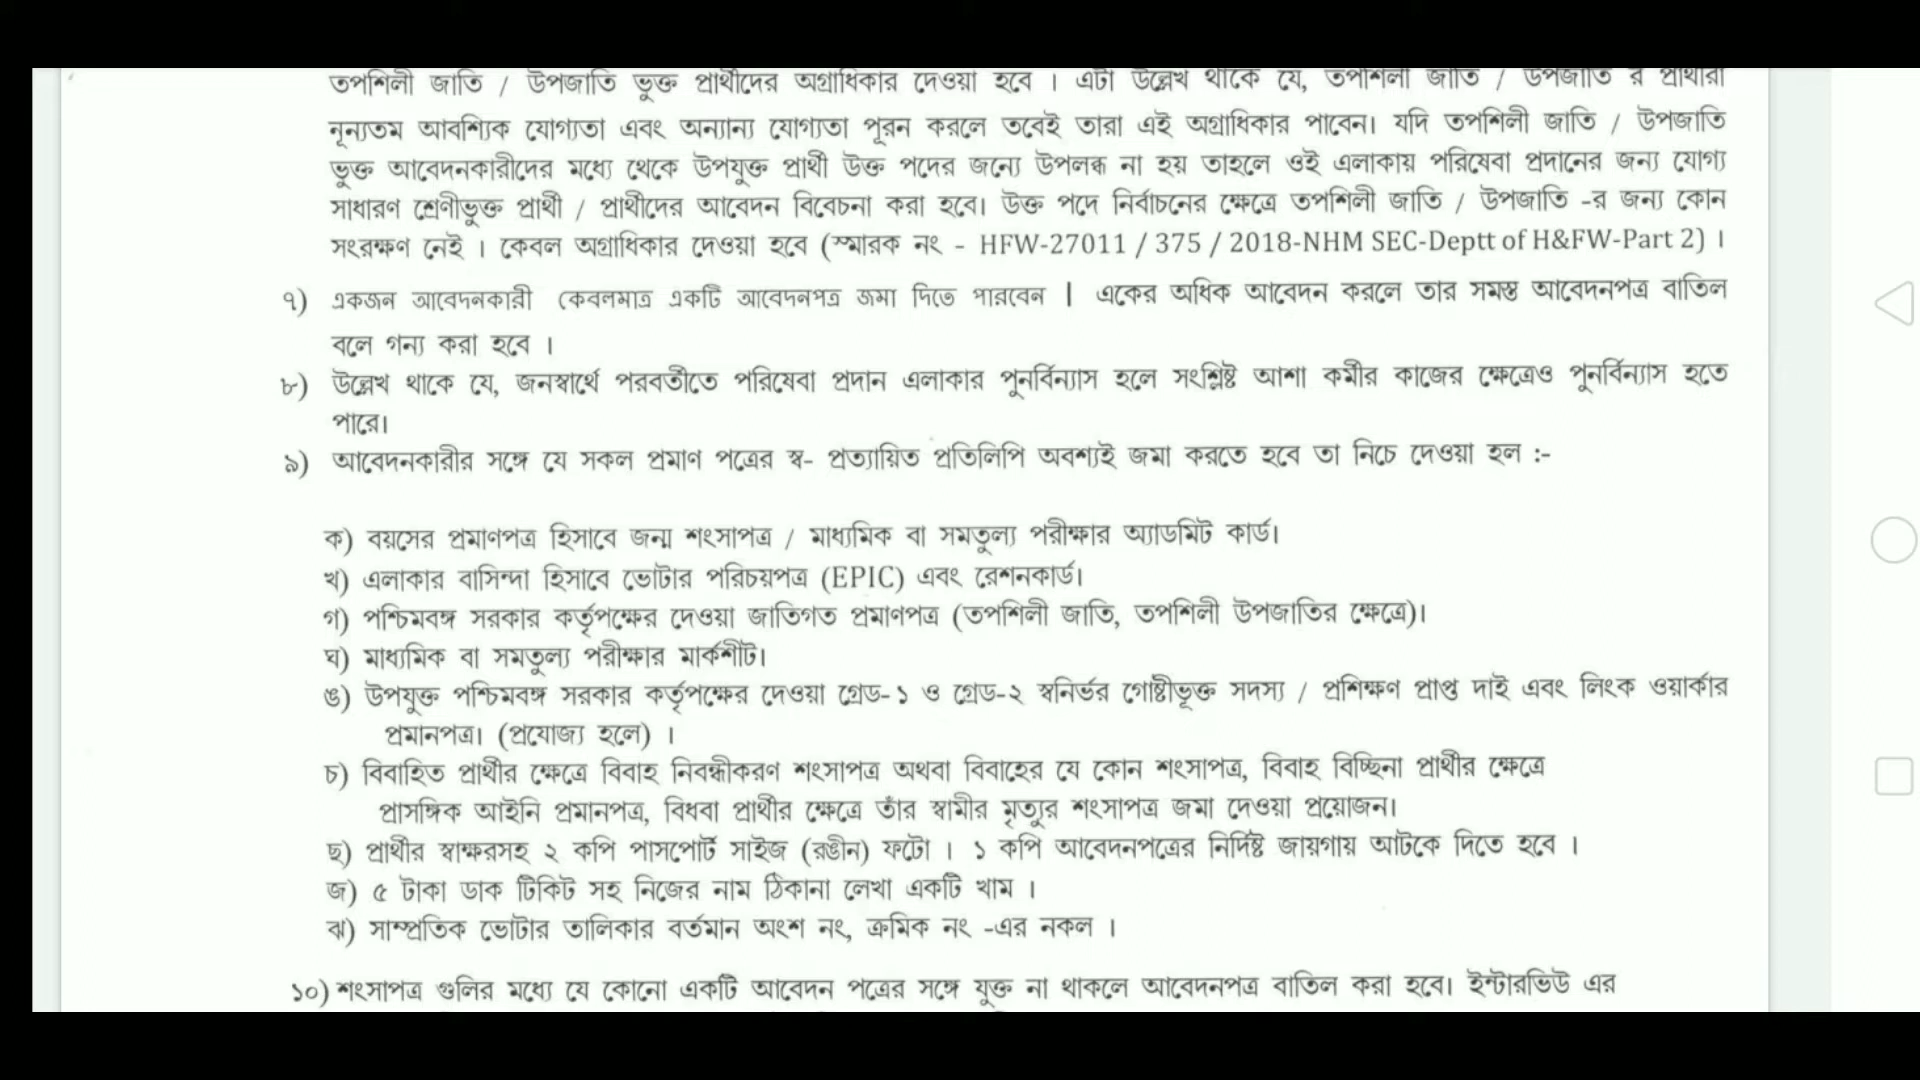 তপশিলী জাতি / উপজাতি ভুক্ত প্রার্থীদের অগ্রাধিকার দেওয়া হবে । এটা উল্লেখ থাকে যে, তপশিলী জাতি / উপজাতি র প্রার্থীরা
নূন্যতম আবশ্যিক যোগ্যতা এবং অন্যান্য যোগ্যতা পূরন করলে তবেই তারা এই অগ্রাধিকার পাবেন। যদি তপশিলী জাতি / উপজাতি
ভুক্ত আবেদনকারীদের মধ্যে থেকে উপযুক্ত প্রার্থী উক্ত পদের জন্যে উপলব্ধ না হয় তাহলে ওই এলাকায় পরিষেবা প্রদানের জন্য যোগ্য
সাধারণ শ্রেণীভুক্ত প্রার্থী / প্রার্থীদের আবেদন বিবেচনা করা হবে। উক্ত পদে নির্বাচনের ক্ষেত্রে তপশিলী জাতি / উপজাতি -র জন্য কোন
সংরক্ষণ নেই । কেবল অগ্রাধিকার দেওয়া হবে (স্মারক নং - HFW-27011 / 375 / 2018-NHM SEC-Deptt of H&FW-Part 2) ।
৭) একজন আবেদনকারী কেবলমাত্র একটি আবেদনপত্র জমা দিতে পারবেন | একের অধিক আবেদন করলে তার সমস্ত আবেদনপত্র বাতিল
বলে গন্য করা হবে ।
৮) উল্লেখ থাকে যে, জনস্বার্থে পরবর্তীতে পরিষেবা প্রদান এলাকার পুনর্বিন্যাস হলে সংশ্লিষ্ট আশা কর্মীর কাজের ক্ষেত্রেও পুনর্বিন্যাস হতে
পারে।
৯) আবেদনকারীর সঙ্গে যে সকল প্রমাণ পত্রের স্ব- প্রত্যায়িত প্রতিলিপি অবশ্যই জমা করতে হবে তা নিচে দেওয়া হল :-
ক) বয়সের প্রমাণপত্র হিসাবে জন্ম শংসাপত্র / মাধ্যমিক বা সমতুল্য পরীক্ষার অ্যাডমিট কার্ড।
খ) এলাকার বাসিন্দা হিসাবে ভোটার পরিচয়পত্র (EPIC) এবং রেশনকার্ড।
গ) পশ্চিমবঙ্গ সরকার কর্তৃপক্ষের দেওয়া জাতিগত প্রমাণপত্র (তপশিলী জাতি, তপশিলী উপজাতির ক্ষেত্রে)।
ঘ) মাধ্যমিক বা সমতুল্য পরীক্ষার মার্কশীট।
ঙ) উপযুক্ত পশ্চিমবঙ্গ সরকার কর্তৃপক্ষের দেওয়া গ্রেড-১ ও গ্রেড-২ স্বনির্ভর গোষ্টীভূক্ত সদস্য / প্রশিক্ষণ প্রাপ্ত দাই এবং লিংক ওয়ার্কার
প্রমানপত্র। (প্রযোজ্য হলে) ।
চ) বিবাহিত প্রার্থীর ক্ষেত্রে বিবাহ নিবন্ধীকরণ শংসাপত্র অথবা বিবাহের যে কোন শংসাপত্র, বিবাহ বিচ্ছিনা প্রার্থীর ক্ষেত্রে
প্রাসঙ্গিক আইনি প্রমানপত্র, বিধবা প্রার্থীর ক্ষেত্রে তাঁর স্বামীর মৃত্যুর শংসাপত্র জমা দেওয়া প্রয়োজন।
ছ) প্রার্থীর স্বাক্ষরসহ ২ কপি পাসপোর্ট সাইজ (রঙীন) ফটো । ১ কপি আবেদনপত্রের নির্দিষ্ট জায়গায় আটকে দিতে হবে ।
জ) ৫ টাকা ডাক টিকিট সহ নিজের নাম ঠিকানা লেখা একটি খাম ।
ঝ) সাম্প্রতিক ভোটার তালিকার বর্তমান অংশ নং, ক্রমিক নং -এর নকল ।
১০) শংসাপত্র গুলির মধ্যে যে কোনো একটি আবেদন পত্রের সঙ্গে যুক্ত না থাকলে আবেদনপত্র বাতিল করা হবে। ইন্টারভিউ এর